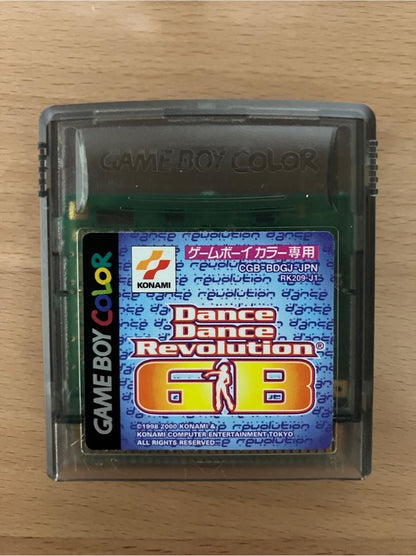 GAME BOY COLOR
GAME BOY COLOR
KONAMI
ゲームボーイカラー専用
CGB-BDGJ-JPN
RK209-J1
Dance
Dance
Revolution®
GB
©1998 2000 KONAMI &
KONAMI COMPUTER ENTERTAINMENT TOKYO
ALL RIGHTS RESERVED